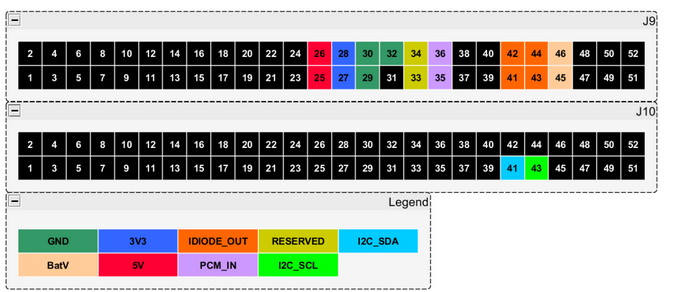 J9
2 4 6 8 10 12 14 16 18 20 22 24 26 28 30 32 34 36 38 40 42 44 46 48 50 52
1 3 5 7 9 11 13 15 17 19 21 23 25 27 29 31 33 35 37 39 41 43 45 47 49 51
J10
2 4 6 8 10 12 14 16 18 20 22 24 26 28 30 32 34 36 38 40 42 44 46 48 50 52
1 3 5 7 9 11 13 15 17 19 21 23 25 27 29 31 33 35 37 39 41 43 45 47 49 51
Legend
GND 3V3 IDIODE_OUT RESERVED I2C_SDA
BatV 5V PCM_IN I2C_SCL